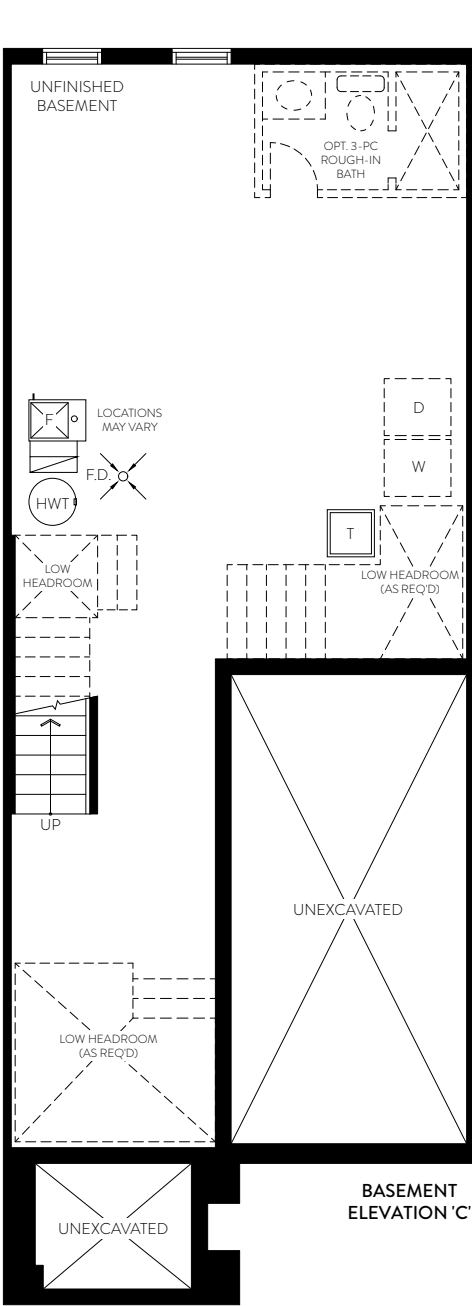 UNFINISHED
BASEMENT
OPT. 3-PC
ROUGH-IN
BATH
D
F
LOCATIONS
MAY VARY
W
F.D.
HWT
T
LOW
HEADROOM
LOW HEADROOM
(AS REQ'D)
UP
UNEXCAVATED
LOW HEADROOM
(AS REQ'D)
BASEMENT
ELEVATION 'C'
UNEXCAVATED